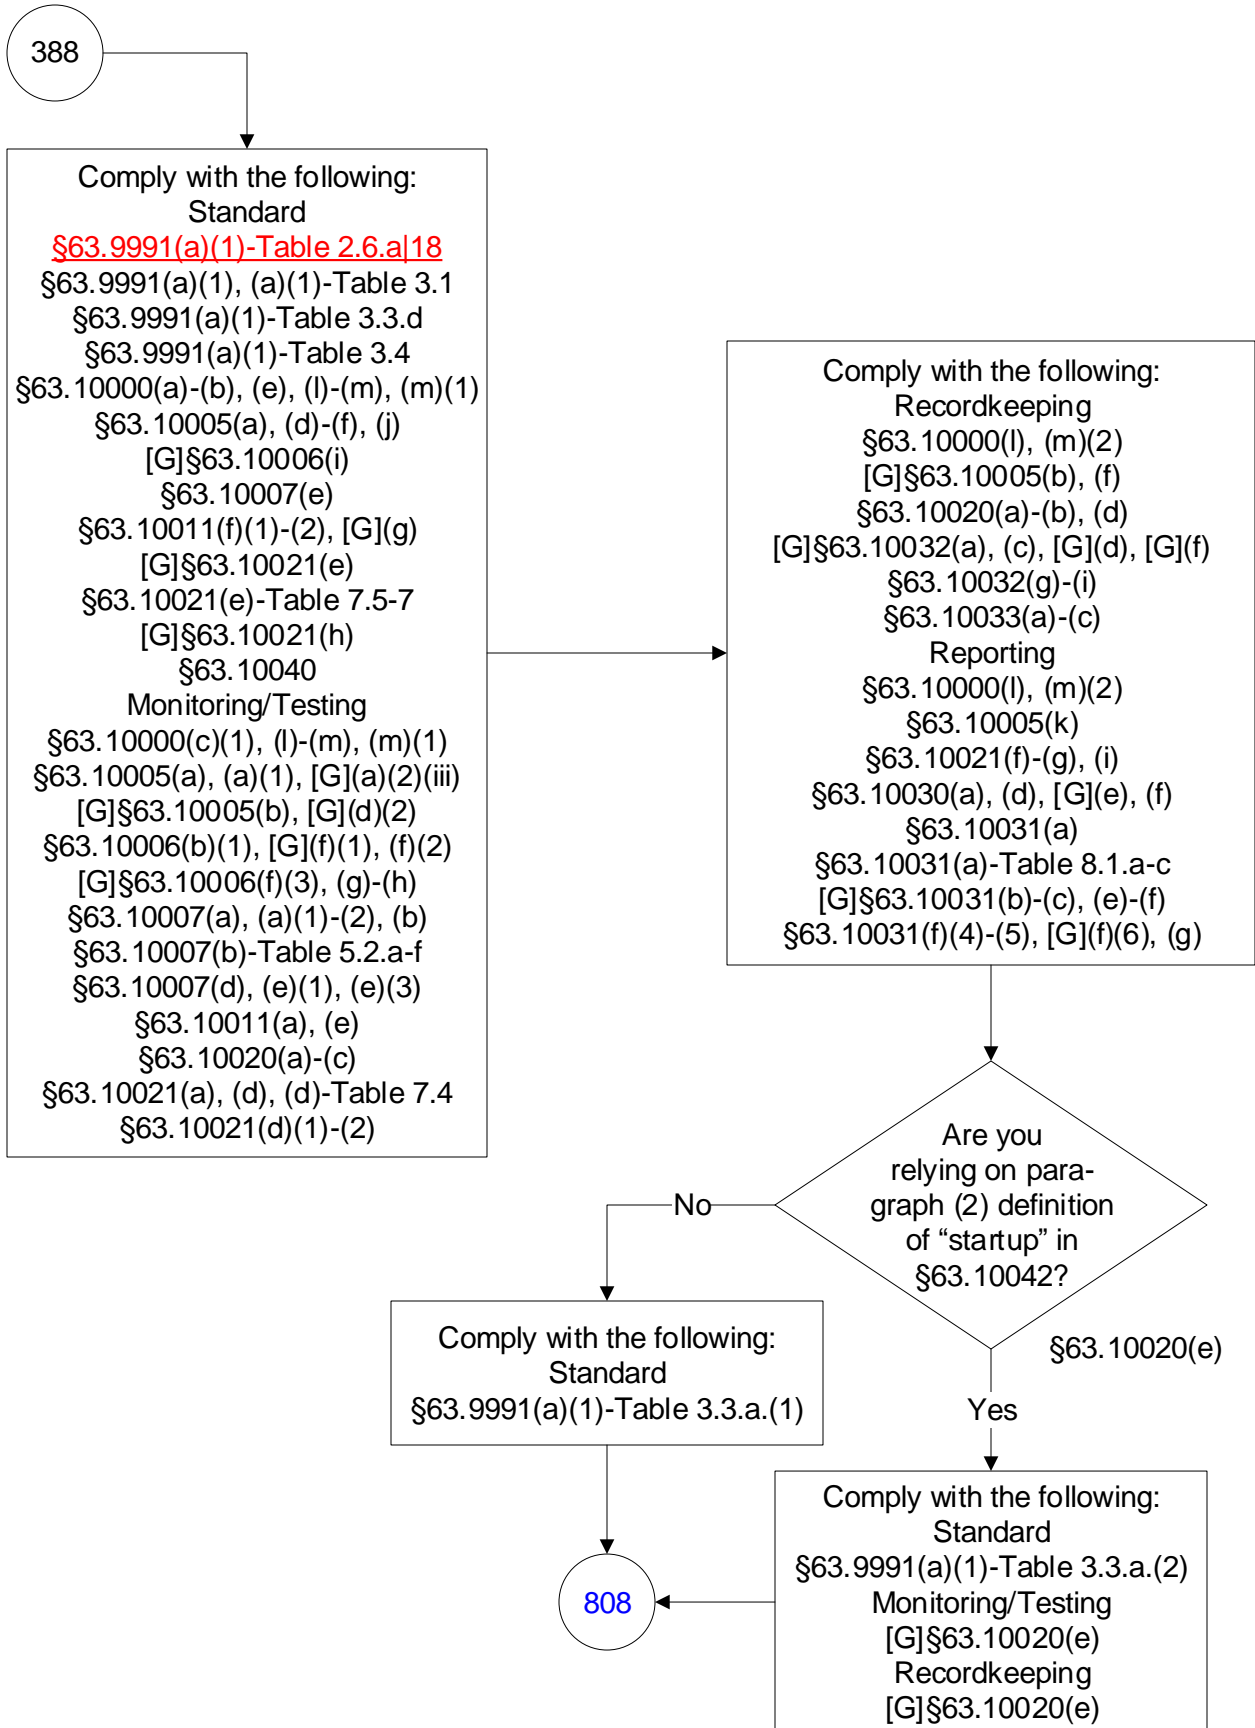 388
Comply with the following:
Standard
§63.9991(a)(1)-Table 2.6.a|18
§63.9991(a)(1), (a)(1)-Table 3.1
§63.9991(a)(1)-Table 3.3.d
§63.9991(a)(1)-Table 3.4
§63.10000(a)-(b), (e), (l)-(m), (m)(1)
§63.10005(a), (d)-(f), (j)
[G]§63.10006(i)
§63.10007(e)
§63.10011(f)(1)-(2), [G](g)
[G]§63.10021(e)
§63.10021(e)-Table 7.5-7
[G]§63.10021(h)
§63.10040
Monitoring/Testing
§63.10000(c)(1), (l)-(m), (m)(1)
§63.10005(a), (a)(1), [G](a)(2)(iii)
[G]§63.10005(b), [G](d)(2)
§63.10006(b)(1), [G](f)(1), (f)(2)
[G]§63.10006(f)(3), (g)-(h)
§63.10007(a), (a)(1)-(2), (b)
§63.10007(b)-Table 5.2.a-f
§63.10007(d), (e)(1), (e)(3)
§63.10011(a), (e)
§63.10020(a)-(c)
§63.10021(a), (d), (d)-Table 7.4
§63.10021(d)(1)-(2)
Comply with the following:
Recordkeeping
§63.10000(l), (m)(2)
[G]§63.10005(b), (f)
§63.10020(a)-(b), (d)
[G]§63.10032(a), (c), [G](d), [G](f)
§63.10032(g)-(i)
§63.10033(a)-(c)
Reporting
§63.10000(l), (m)(2)
§63.10005(k)
§63.10021(f)-(g), (i)
§63.10030(a), (d), [G](e), (f)
§63.10031(a)
§63.10031(a)-Table 8.1.a-c
[G]§63.10031(b)-(c), (e)-(f)
§63.10031(f)(4)-(5), [G](f)(6), (g)
Are you
relying on para-
graph (2) definition
of “startup” in
§63.10042?
§63.10020(e)
No
Comply with the following:
Standard
§63.9991(a)(1)-Table 3.3.a.(1)
Yes
Comply with the following:
Standard
§63.9991(a)(1)-Table 3.3.a.(2)
Monitoring/Testing
[G]§63.10020(e)
Recordkeeping
[G]§63.10020(e)
808